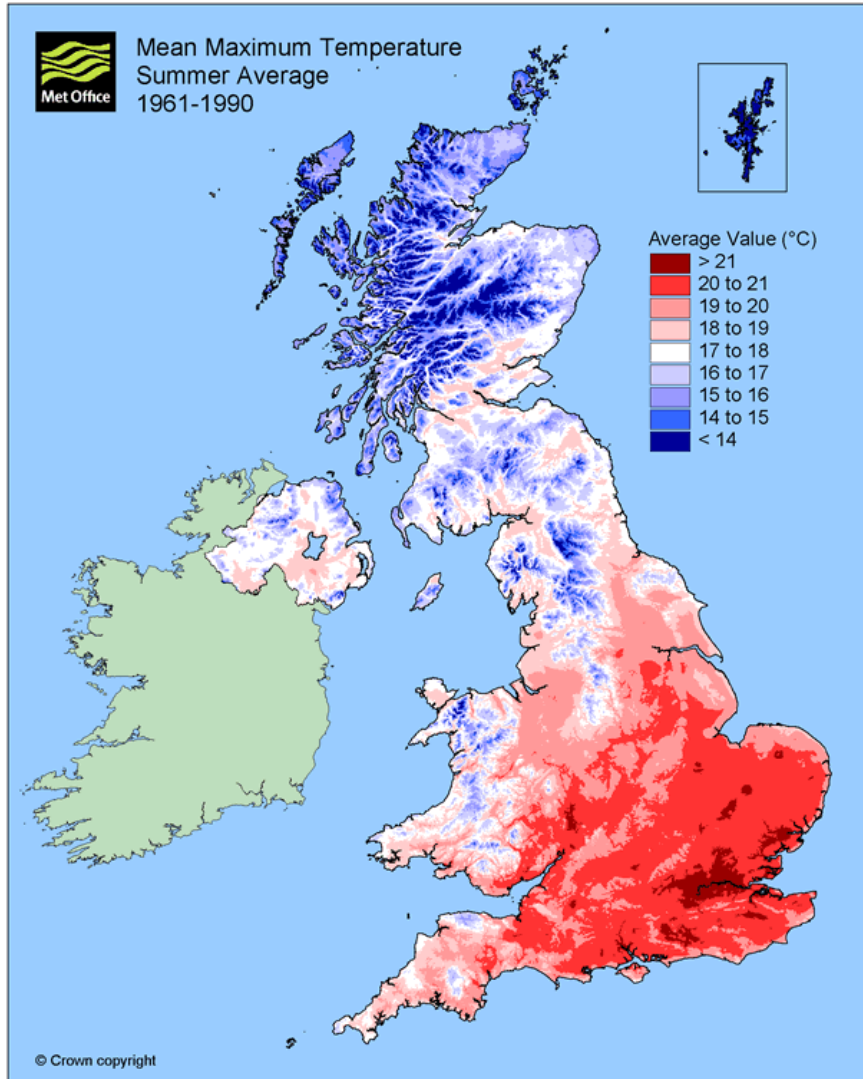 Met Office
Mean Maximum Temperature
Summer Average
1961-1990
Average Value (°C)
> 21
20 to 21
19 to 20
18 to 19
17 to 18
16 to 17
15 to 16
14 to 15
< 14
© Crown copyright